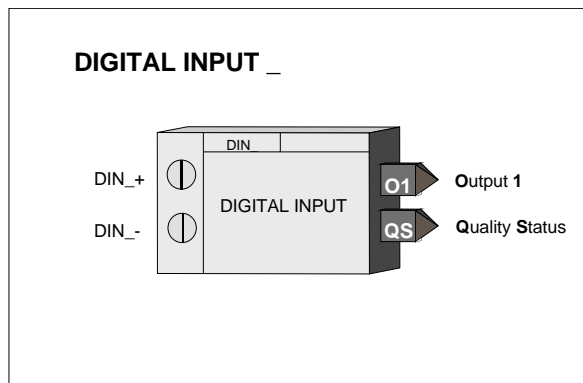 DIGITAL INPUT _
DIN_
DIN_+
O1
Output 1
DIGITAL INPUT
DIN_-
QS
Quality Status